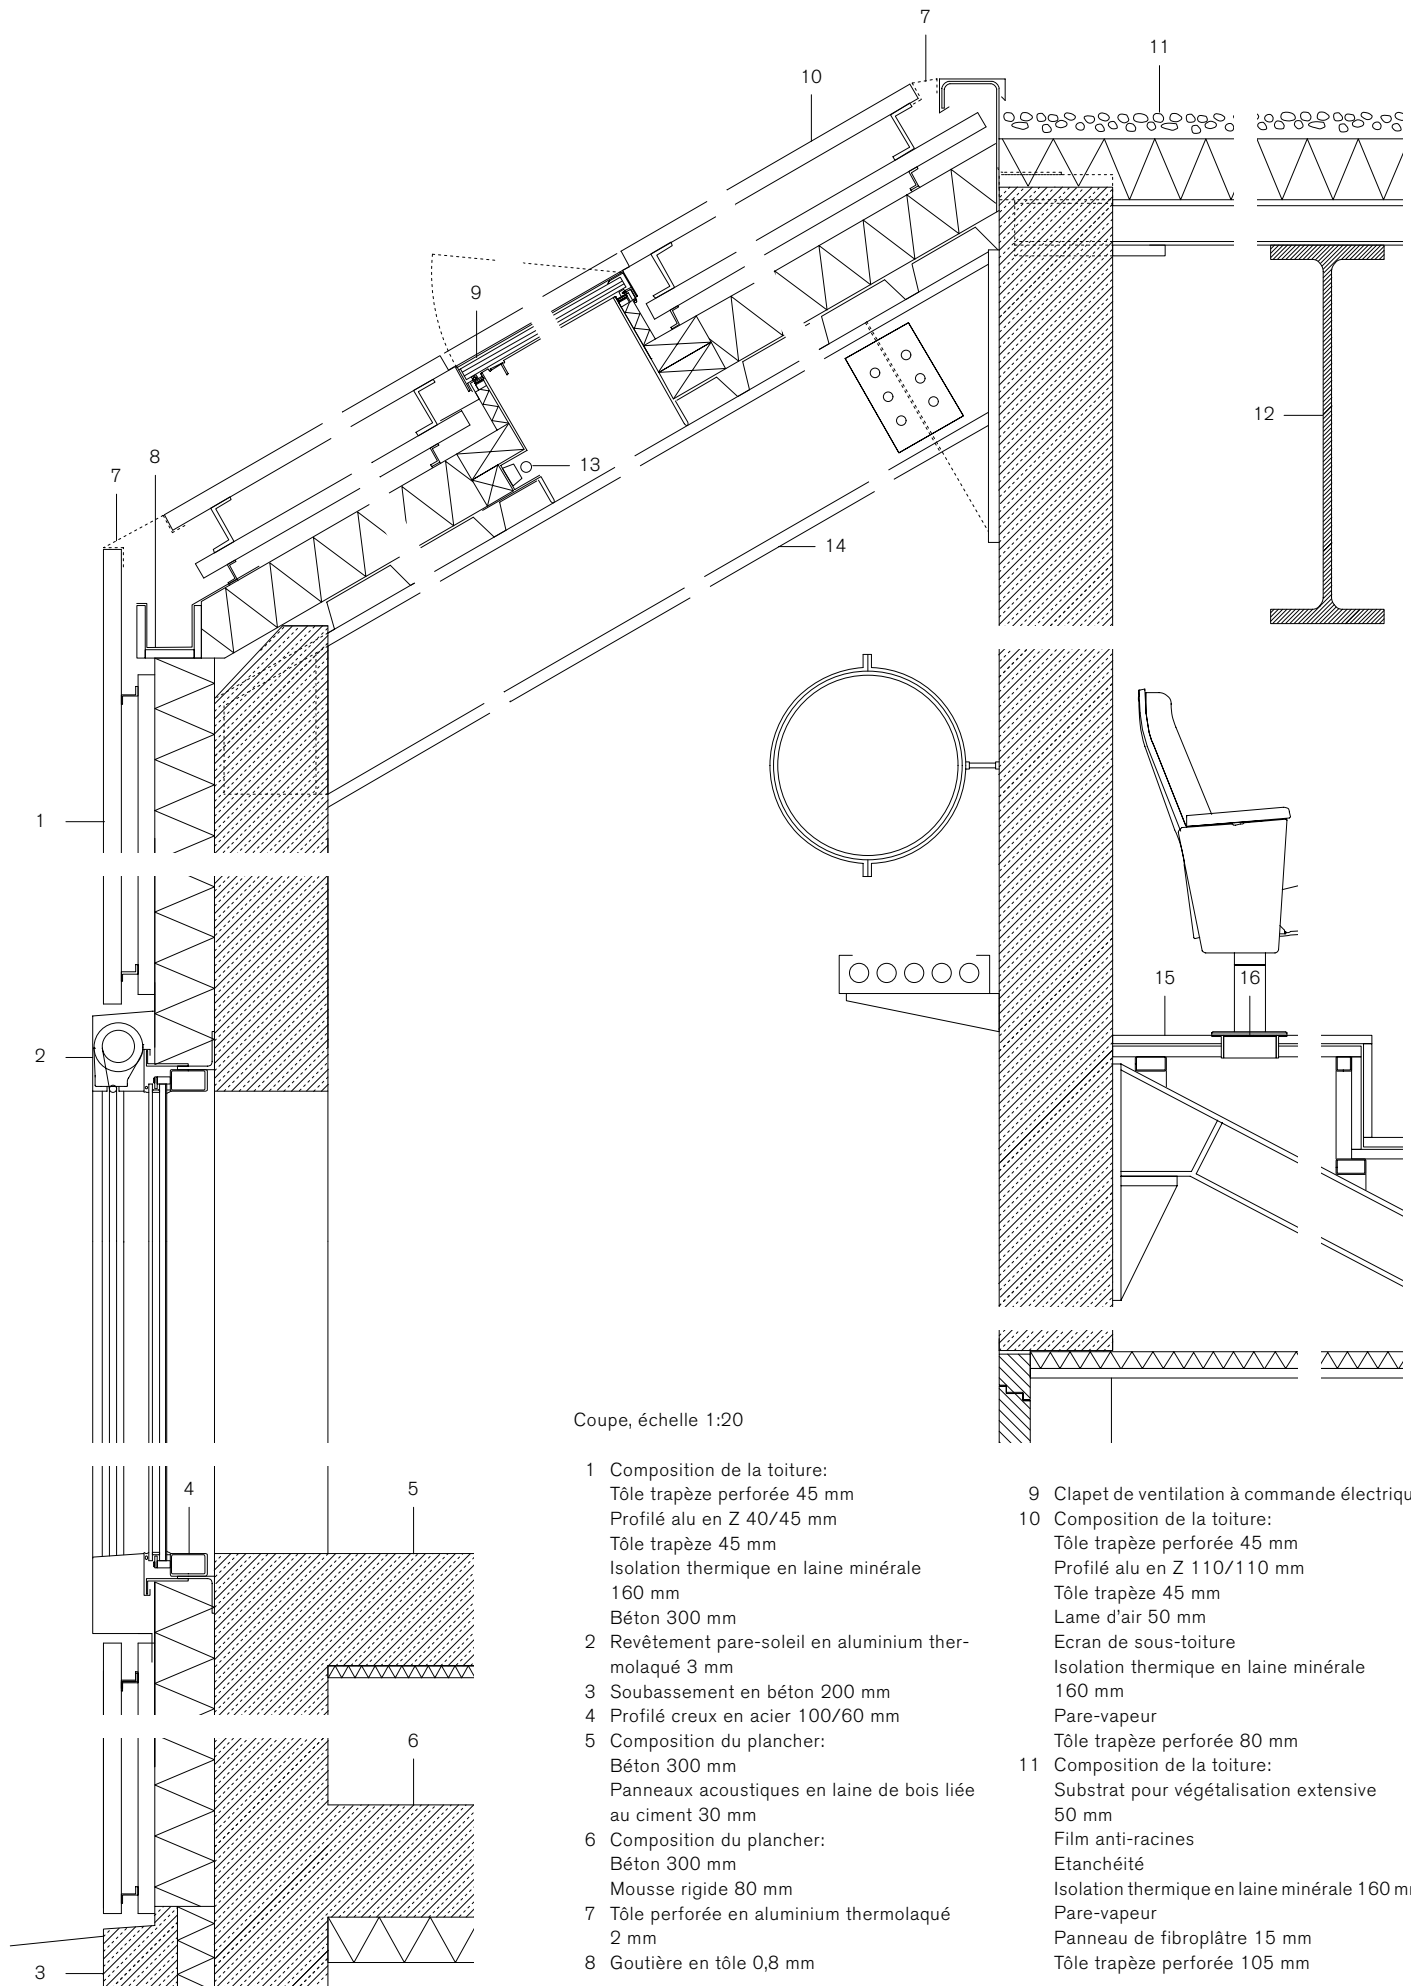 7
11
10
9
12
8
7
13
14
1
15
16
2
4
5
6
3
Coupe, échelle 1:20
1 Composition de la toiture:
Tôle trapèze perforée 45 mm
Profilé alu en Z 40/45 mm
Tôle trapèze 45 mm
Isolation thermique en laine minérale
160 mm
Béton 300 mm
2 Revêtement pare-soleil en aluminium ther-
molaqué 3 mm
3 Soubassement en béton 200 mm
4 Profilé creux en acier 100/60 mm
5 Composition du plancher:
Béton 300 mm
Panneaux acoustiques en laine de bois liée
au ciment 30 mm
6 Composition du plancher:
Béton 300 mm
Mousse rigide 80 mm
7 Tôle perforée en aluminium thermolaqué
2 mm
8 Goutière en tôle 0,8 mm
9 Clapet de ventilation à commande électriqu
10 Composition de la toiture:
Tôle trapèze perforée 45 mm
Profilé alu en Z 110/110 mm
Tôle trapèze 45 mm
Lame d'air 50 mm
Ecran de sous-toiture
Isolation thermique en laine minérale
160 mm
Pare-vapeur
Tôle trapèze perforée 80 mm
11 Composition de la toiture:
Substrat pour végétalisation extensive
50 mm
Film anti-racines
Etanchéité
Isolation thermique en laine minérale 160 m
Pare-vapeur
Panneau de fibroplâtre 15 mm
Tôle trapèze perforée 105 mm